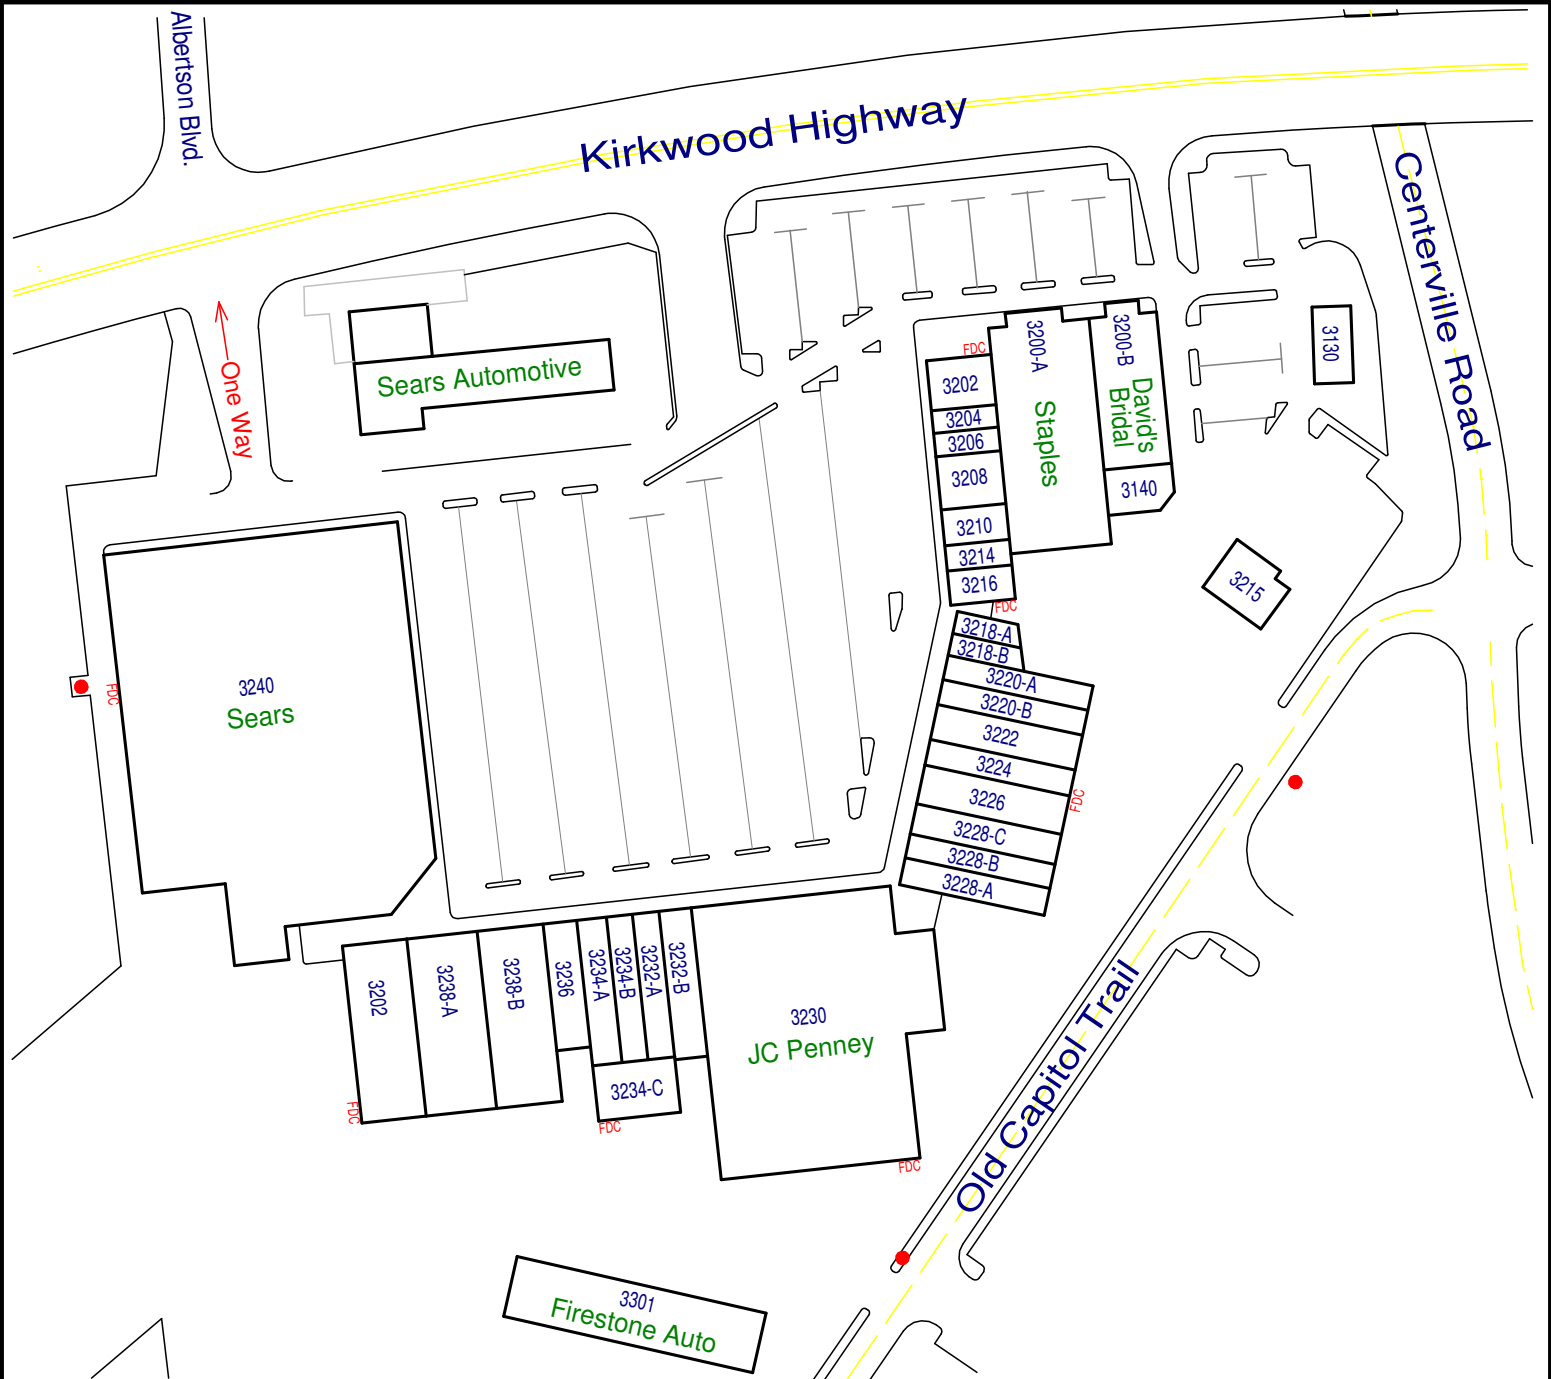 Albertson Blvd.
Kirkwood Highway
Centerville Road
One Way
Sears Automotive
FDC
3202
3204
3206
3208
3210
3214
3216
FDC
3200-A
Staples
3200-B
David's
Bridal
3140
3130
3215
3218-A
3218-B
3220-A
3220-B
3222
3224
3226
3228-C
3228-B
3228-A
FDC
FDC
3240
Sears
3202
3238-A
3238-B
3236
3234-A
3234-B
3232-A
3232-B
3234-C
FDC
FDC
3230
JC Penney
FDC
Old Capitol Trail
3301
Firestone Auto